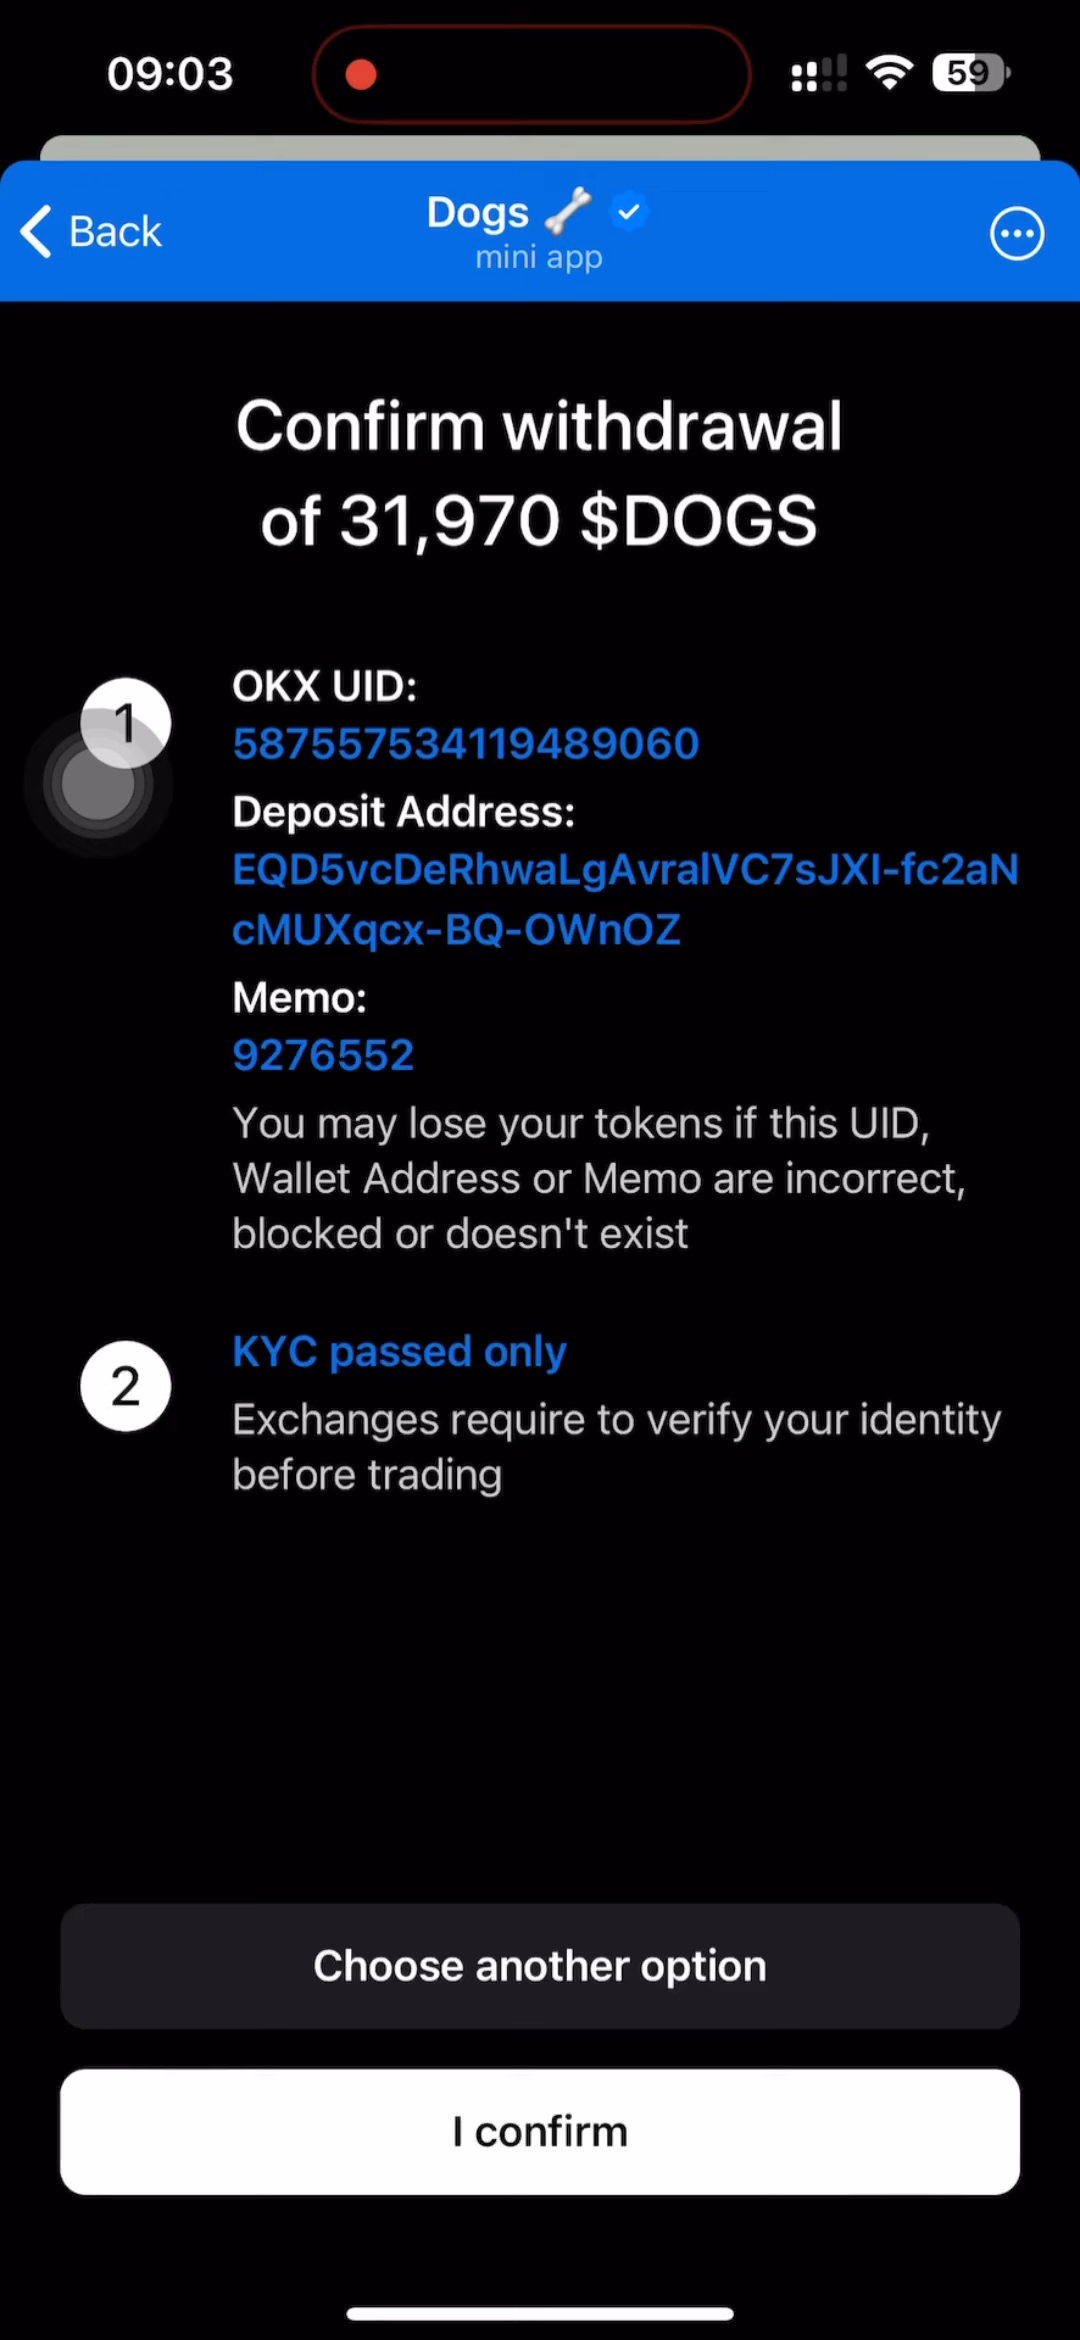 09:03
59
Back
Dogs
mini app
Confirm withdrawal
of 31,970 $DOGS
1
OKX UID:
587557534119489060
Deposit Address:
EQD5vcDeRhwaLgAvralVC7sJXI-fc2aN
cMUXqcx-BQ-OWnOZ
Memo:
9276552
You may lose your tokens if this UID,
Wallet Address or Memo are incorrect,
blocked or doesn't exist
2
KYC passed only
Exchanges require to verify your identity
before trading
Choose another option
I confirm